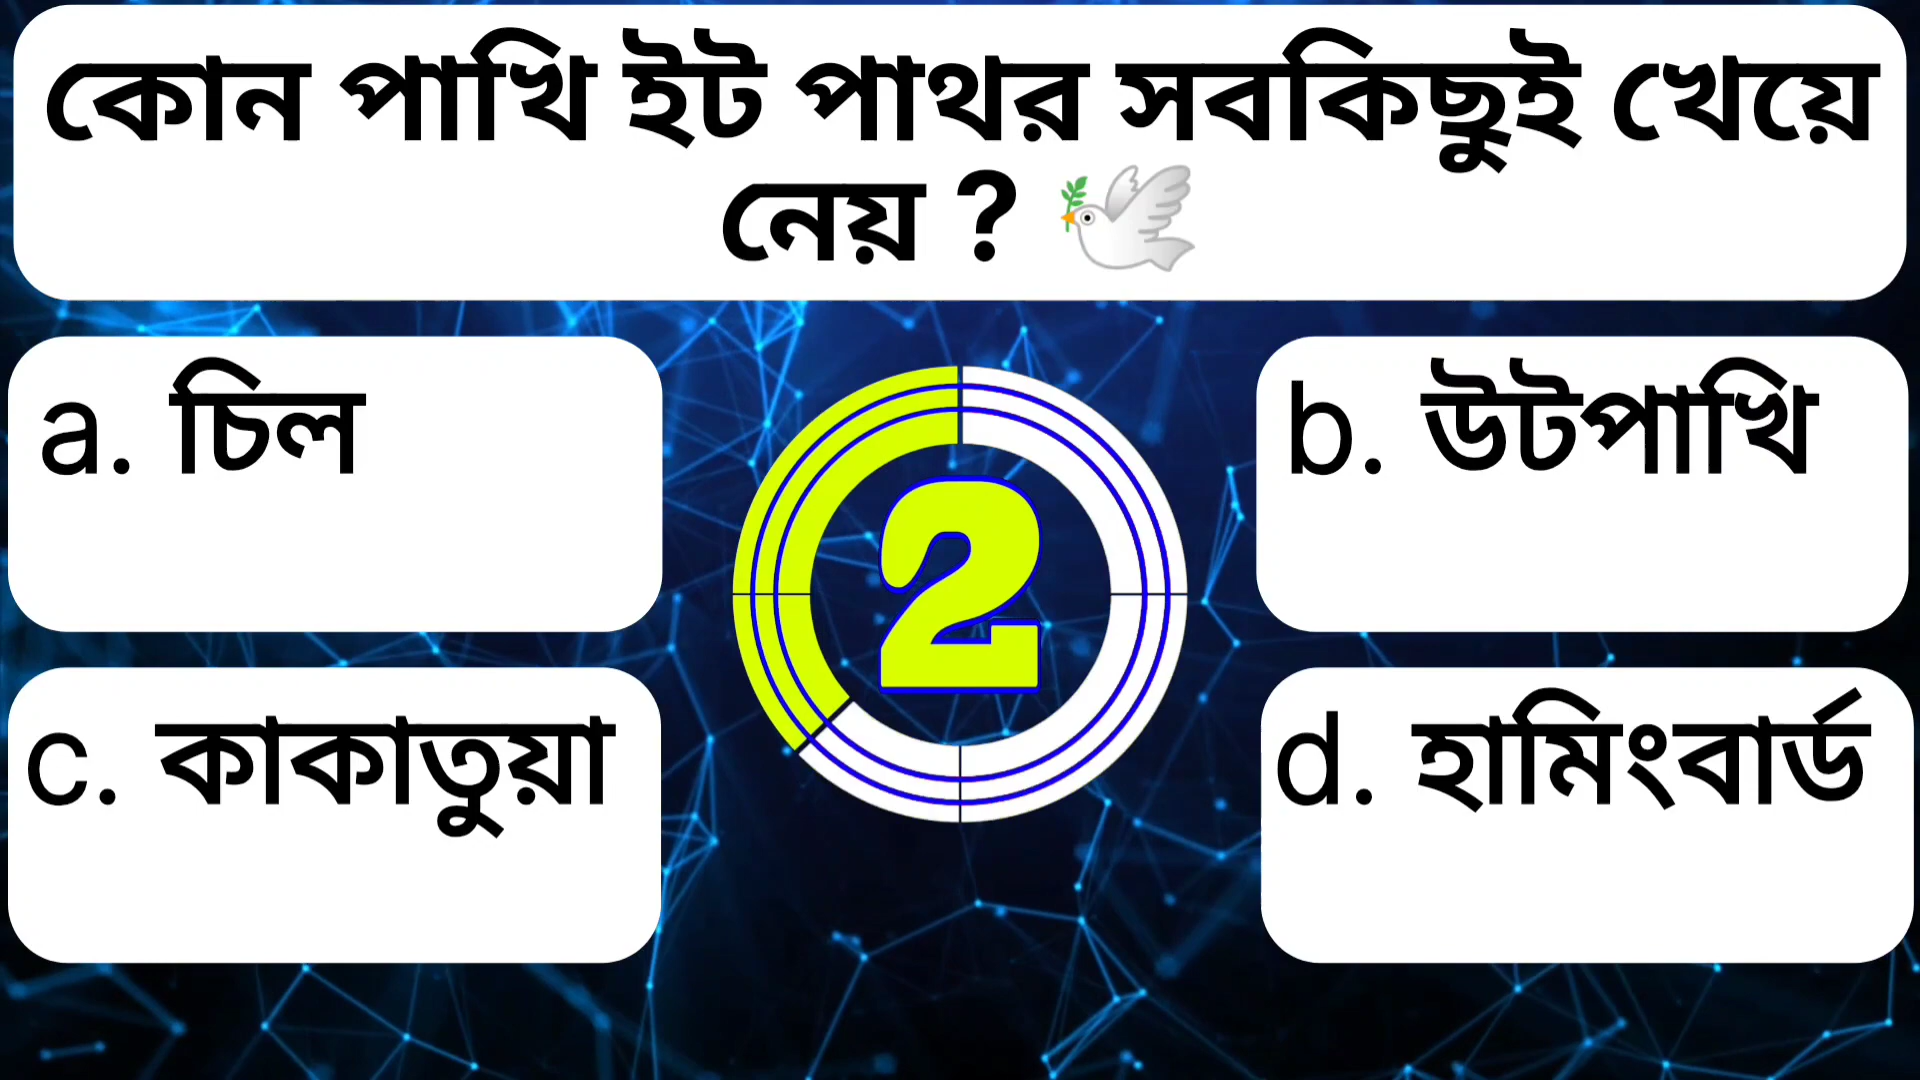 কোন পাখি ইট পাথর সবকিছুই খেয়ে
নেয় ? 🕊️
a. চিল
b. উটপাখি
2
c. কাকাতুয়া
d. হামিংবার্ড